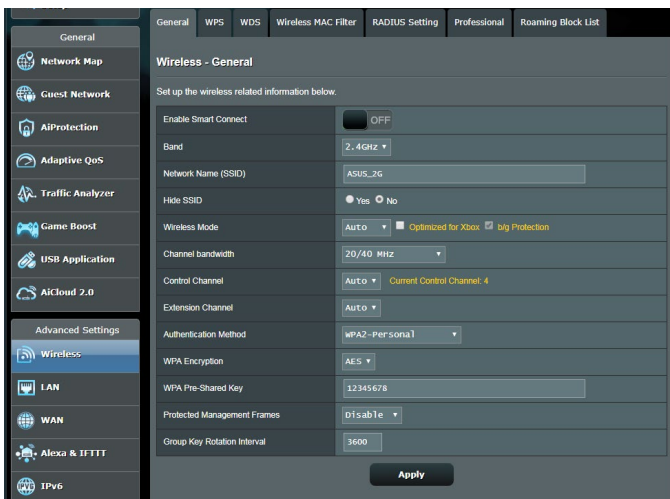 General
Network Map
Guest Network
AiProtection
Adaptive QoS
Traffic Analyzer
Game Boost
USB Application
AiCloud 2.0
Advanced Settings
Wireless
LAN
WAN
Alexa & IFTTT
IPv6
General WPS WDS Wireless MAC Filter RADIUS Setting Professional Roaming Block List
Wireless - General
Set up the wireless related information below.
Enable Smart Connect OFF
Band 2.4GHz
Network Name (SSID) ASUS_2G
Hide SSID Yes No
Wireless Mode Auto Optimized for Xbox b/g Protection
Channel bandwidth 20/40 MHz
Control Channel Auto Current Control Channel: 4
Extension Channel Auto
Authentication Method WPA2-Personal
WPA Encryption AES
WPA Pre-Shared Key 12345678
Protected Management Frames Disable
Group Key Rotation Interval 3600
Apply